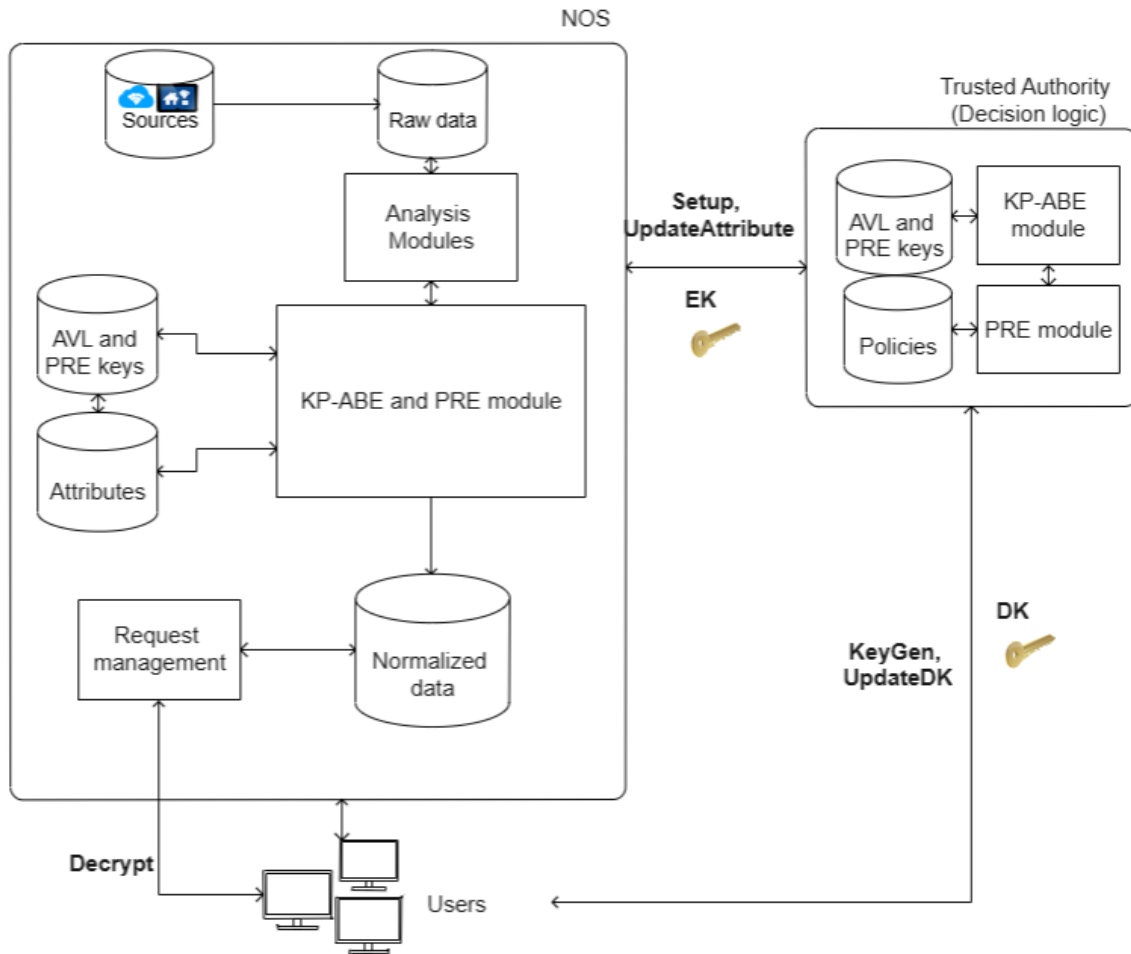 NOS
Sources
Raw data
Trusted Authority
(Decision logic)
Analysis
Modules
Setup,
UpdateAttribute
EK
AVL and
PRE keys
KP-ABE
module
Policies
PRE module
AVL and
PRE keys
KP-ABE and PRE module
Attributes
Request
management
Normalized
data
DK
KeyGen,
UpdateDK
Decrypt
Users